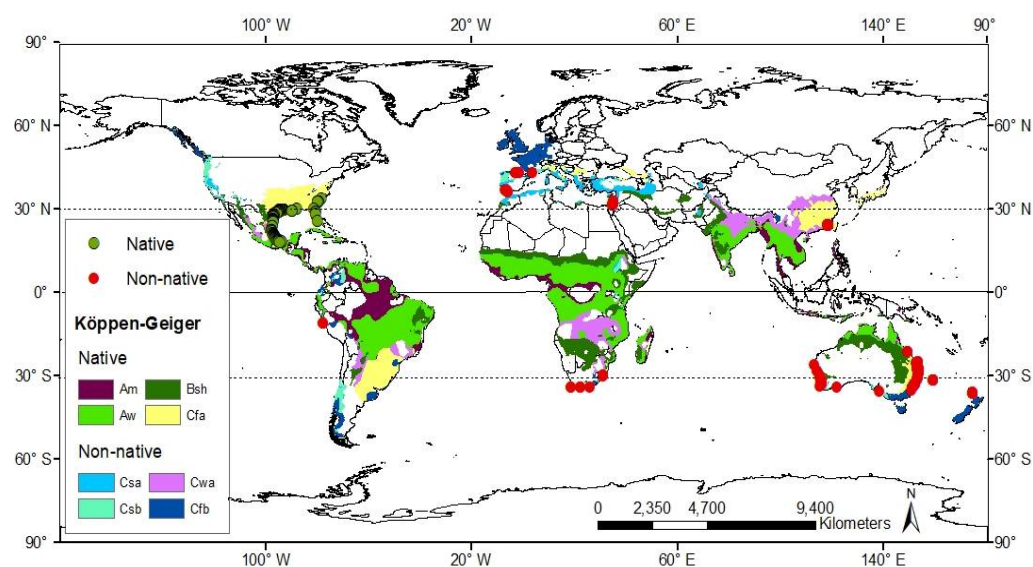 100° W 20° W 60° E 140° E 90°
90° 90°
60° N 60° N
30° N 30° N
0° 0°
30° S 30° S
60° S 60° S
90° 90°
Native
Non-native
Köppen-Geiger
Native
Am Bsh
Aw Cfa
Non-native
Csa Cwa
Csb Cfb
N
0 2,350 4,700 9,400
Kilometers
100° W 20° W 60° E 140° E